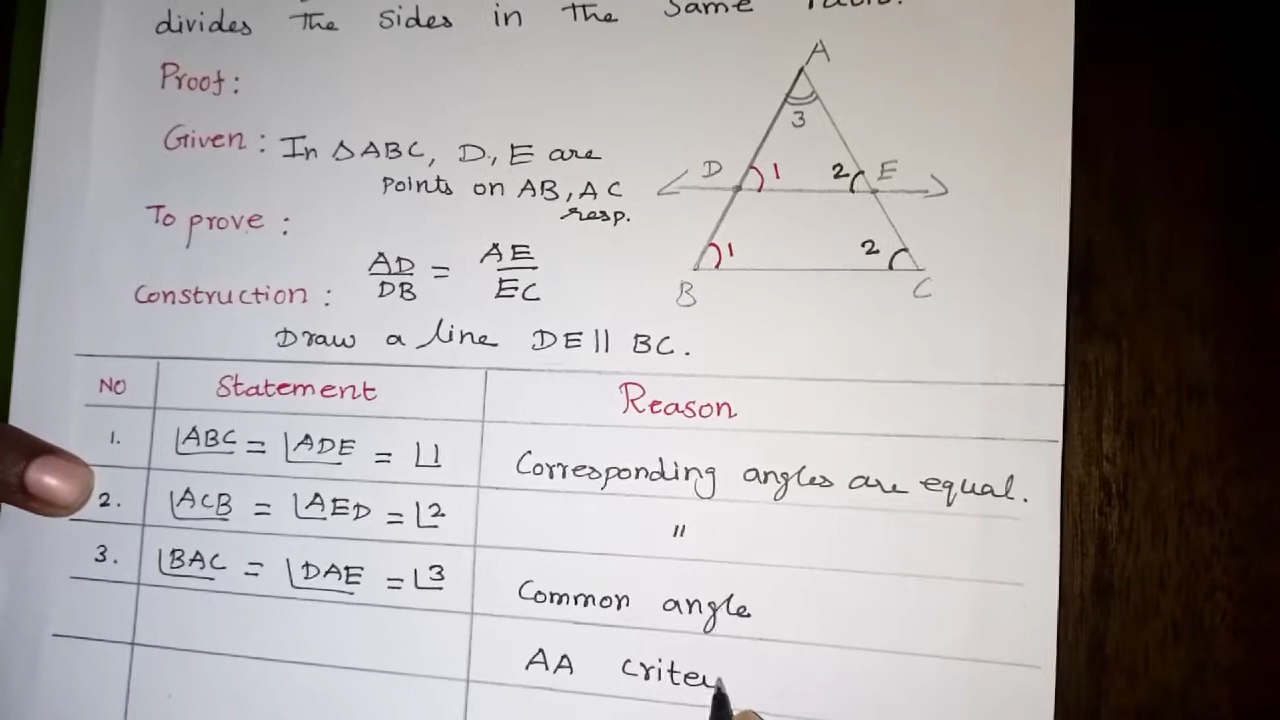 divides the sides in the same
Proof:
Given: In ΔABC, D, E are
points on AB, AC
resp.
To prove:
AD/DB = AE/EC
Construction:
Draw a line DE || BC.
A
3
D 1 2 E
1 2
B C
NO Statement Reason
1. ∠ABC = ∠ADE = ∠1 Corresponding angles are equal.
2. ∠ACB = ∠AED = ∠2 "
3. ∠BAC = ∠DAE = ∠3 Common angle
AA crite